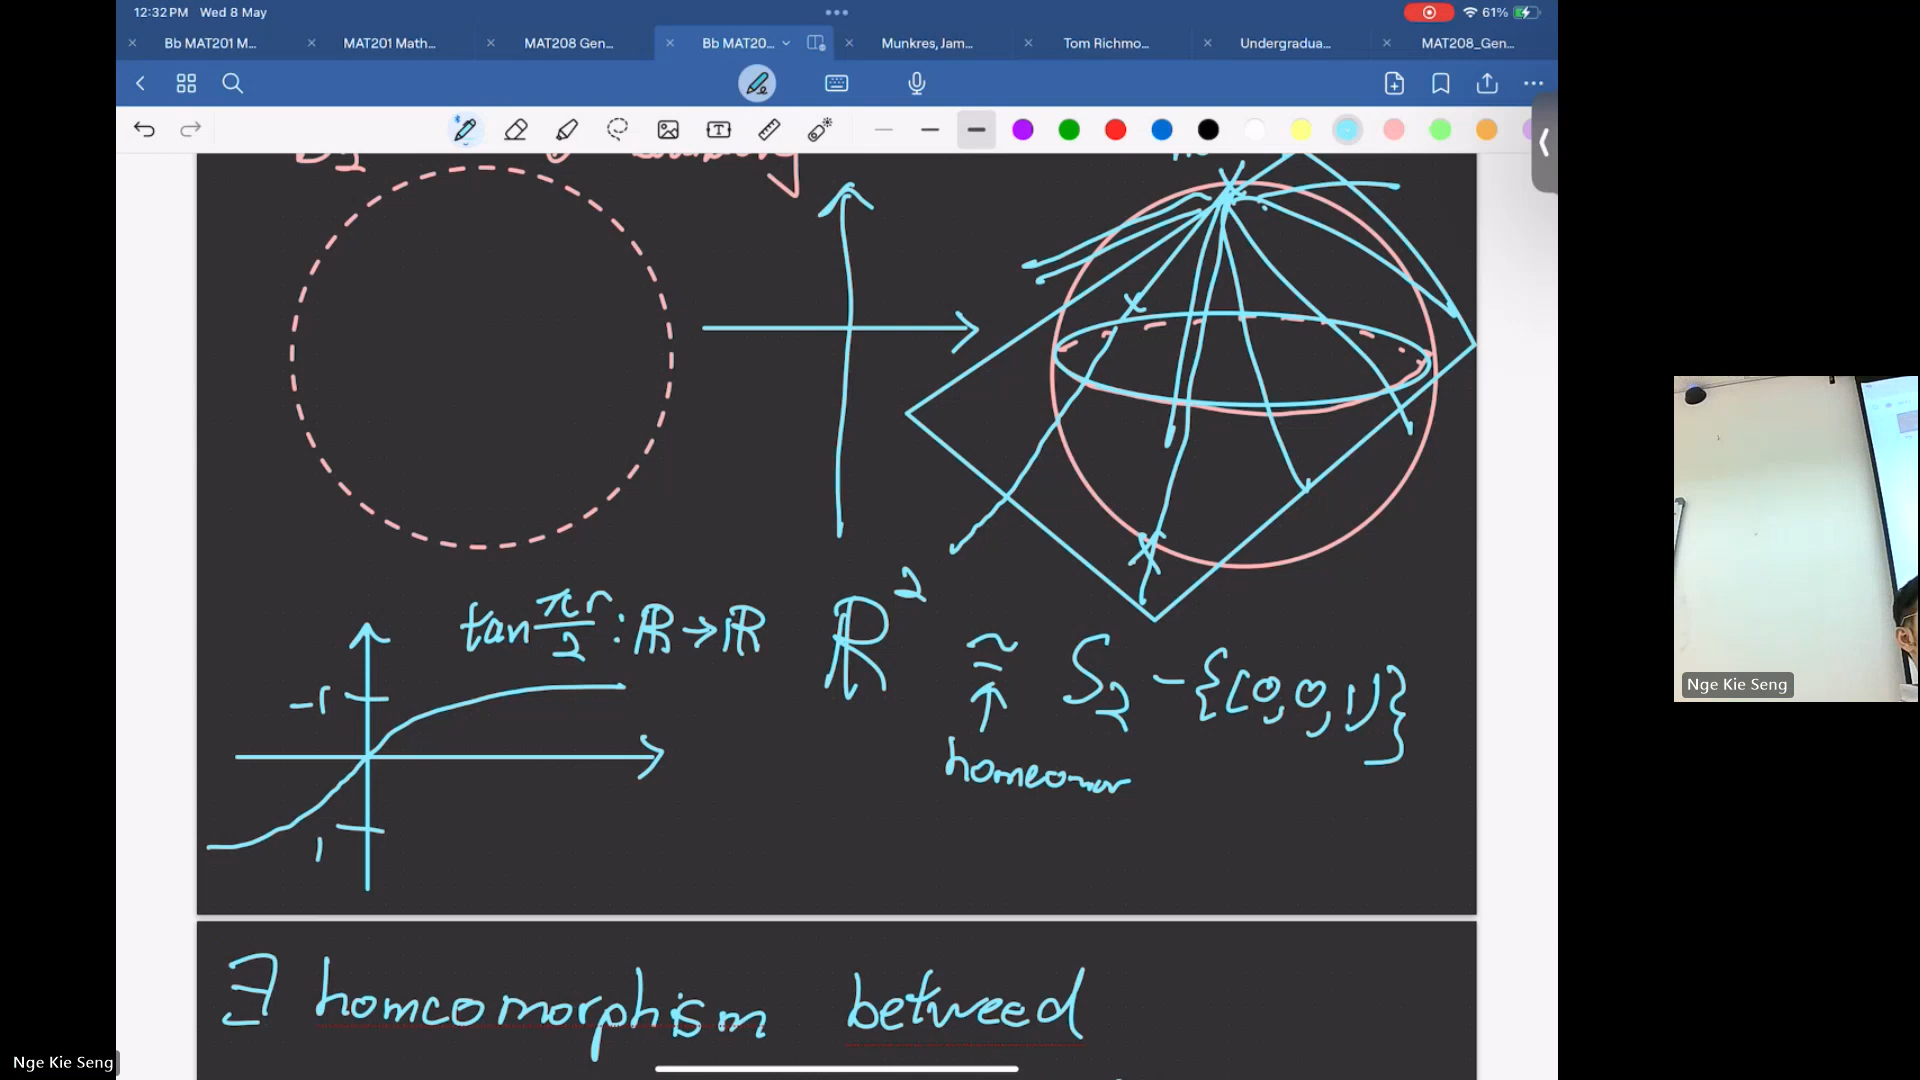 12:32 PM Wed 8 May
61%
Bb MAT201 M...
MAT201 Math...
MAT208 Gen...
Bb MAT20...
Munkres, Jam...
Tom Richmo...
Undergradua...
MAT208_Gen...
tan πr/2 : ℝ → ℝ
ℝ² ≅ S₂ - {(0,0,1)}
↑
homeomor
-1
1
∃ homeomorphism betweed
Nge Kie Seng
Nge Kie Seng